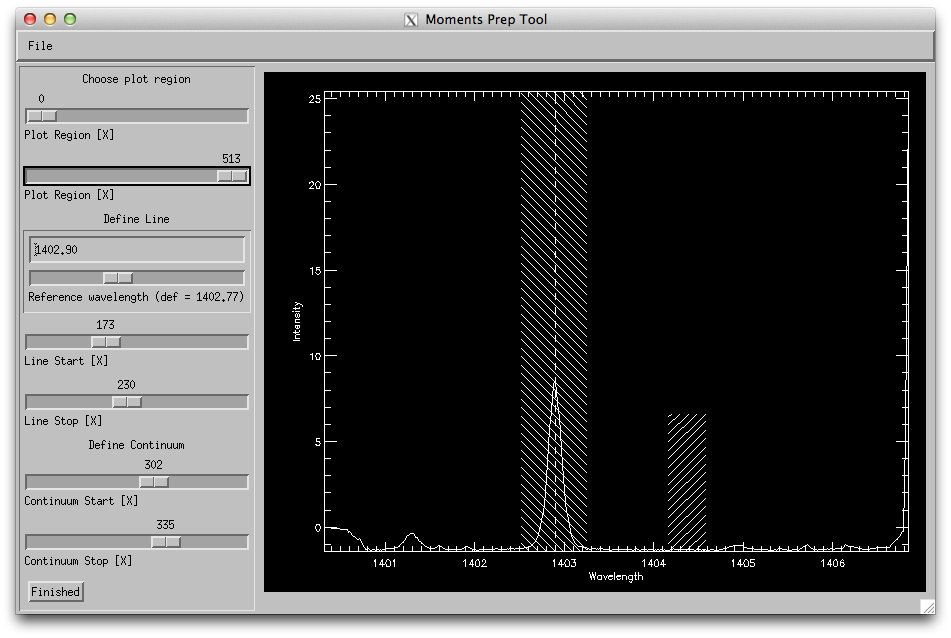 Moments Prep Tool
File
Choose plot region
0
Plot Region [X]
513
Plot Region [X]
Define Line
1402.90
Reference wavelength (def = 1402.77)
173
Line Start [X]
230
Line Stop [X]
Define Continuum
302
Continuum Start [X]
335
Continuum Stop [X]
Finished
25
20
15
10
5
0
Intensity
1401 1402 1403 1404 1405 1406
Wavelength